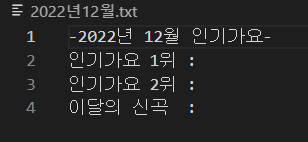 2022년12월.txt
1 -2022년 12월 인기가요-
2 인기가요 1위 :
3 인기가요 2위 :
4 이달의 신곡 :